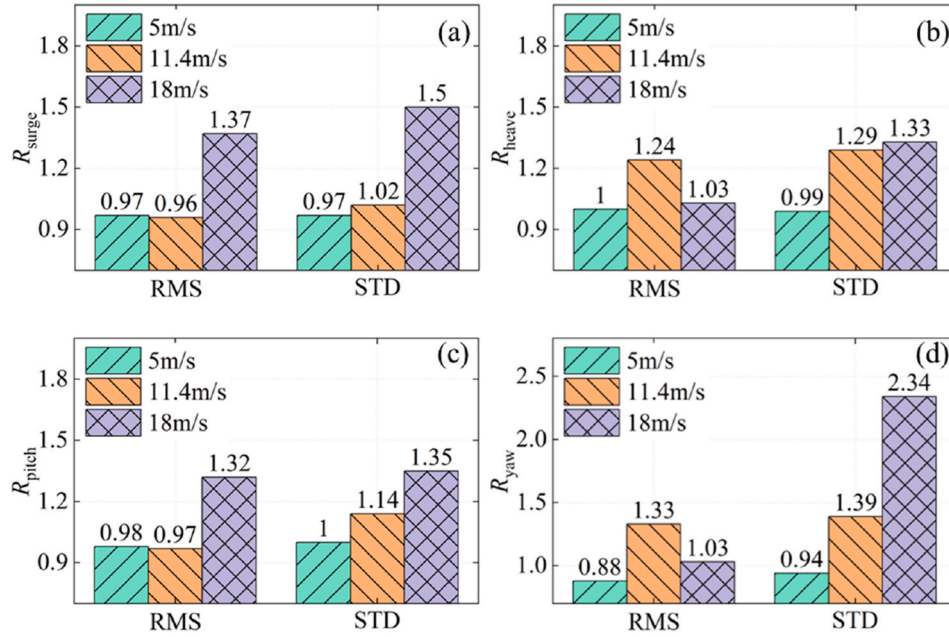 (a)
5m/s
11.4m/s
18m/s
R_surge
1.8
1.5
1.2
0.9
0.97
0.96
1.37
0.97
1.02
1.5
RMS
STD
(b)
5m/s
11.4m/s
18m/s
R_heave
1.8
1.5
1.2
0.9
1
1.24
1.03
0.99
1.29
1.33
RMS
STD
(c)
5m/s
11.4m/s
18m/s
R_pitch
1.8
1.5
1.2
0.9
0.98
0.97
1.32
1
1.14
1.35
RMS
STD
(d)
5m/s
11.4m/s
18m/s
R_yaw
2.5
2.0
1.5
1.0
0.88
1.33
1.03
0.94
1.39
2.34
RMS
STD